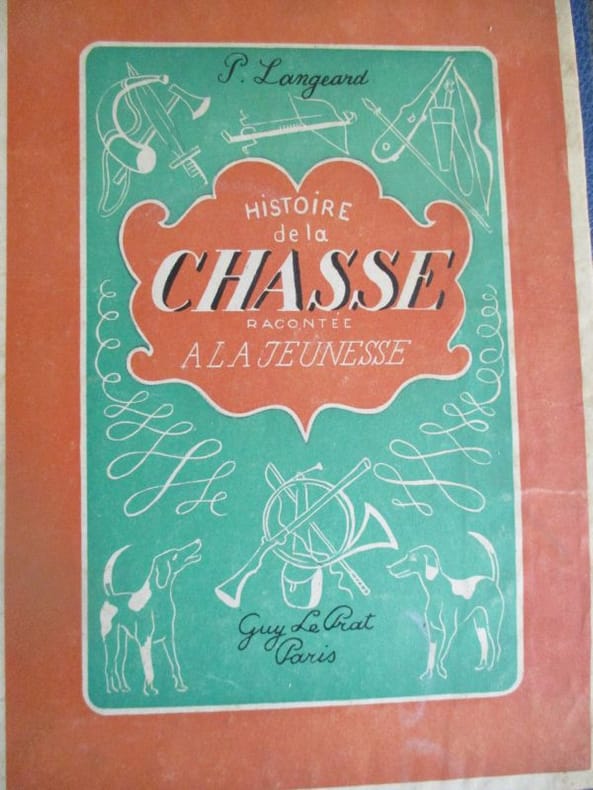 P. Langeard
HISTOIRE
de la
CHASSE
RACONTÉE
A LA JEUNESSE
Guy Le Prat
Paris